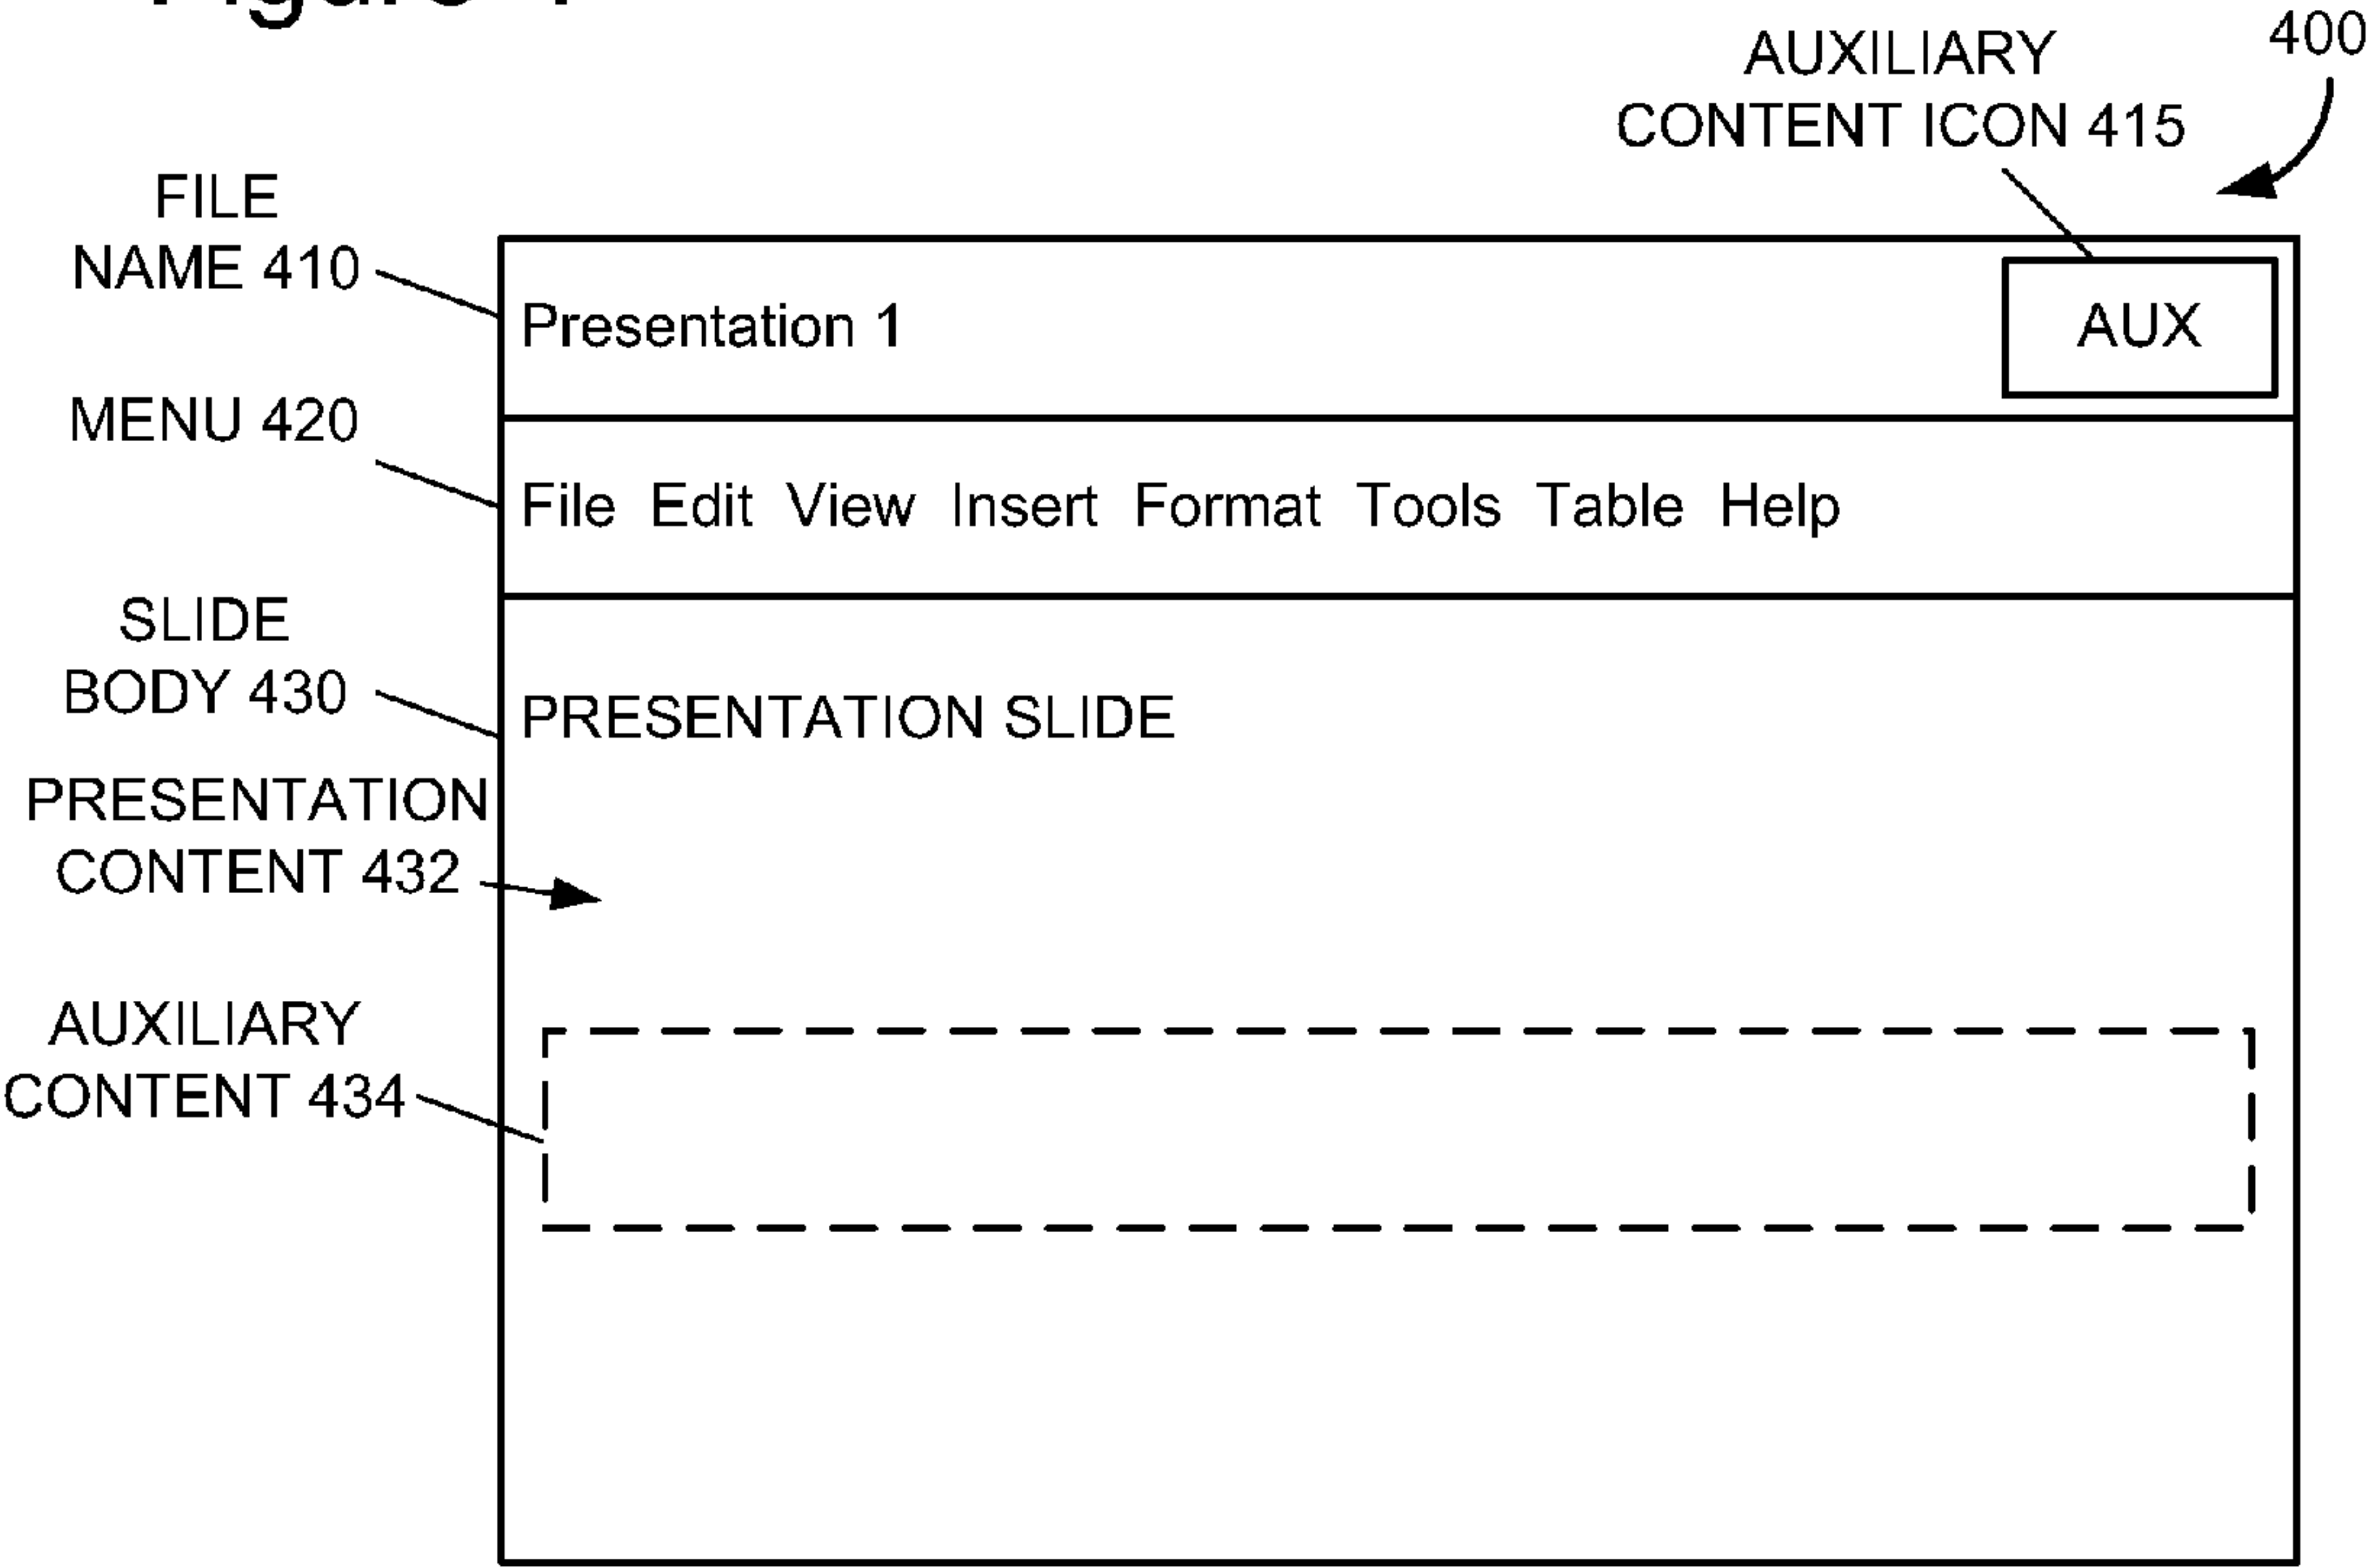 400
AUXILIARY
CONTENT ICON 415
FILE
NAME 410
Presentation 1
AUX
MENU 420
File Edit View Insert Format Tools Table Help
SLIDE
BODY 430
PRESENTATION SLIDE
PRESENTATION
CONTENT 432
AUXILIARY
CONTENT 434